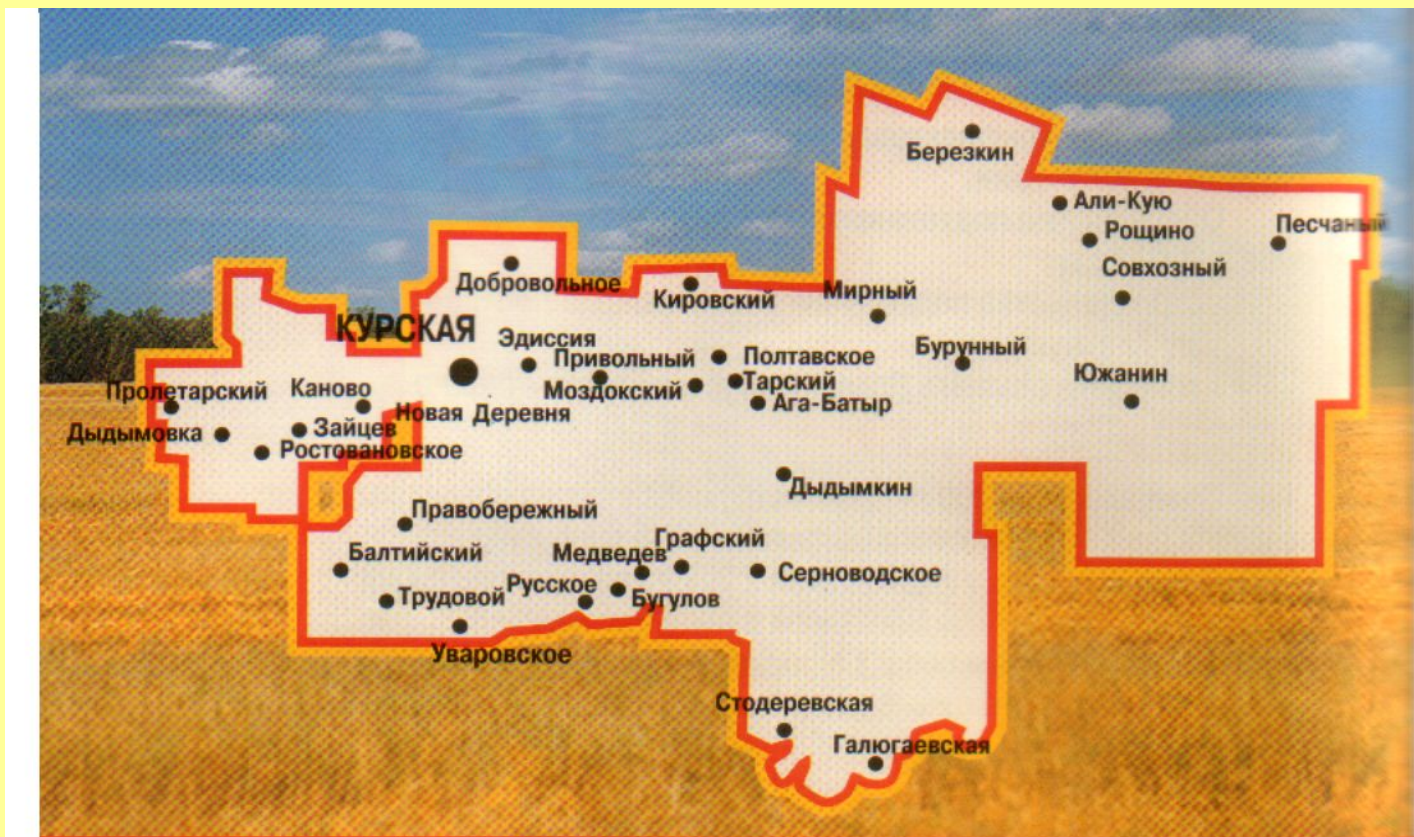 Березкин
Али-Кую
Рощино
Песчаный
Совхозный
Добровольное
Кировский
Мирный
КУРСКАЯ
Эдиссия
Привольный
Полтавское
Бурунный
Пролетарский
Каново
Моздокский
Тарский
Южанин
Новая Деревня
Ага-Батыр
Дыдымовка
Зайцев
Ростовановское
Дыдымкин
Правобережный
Балтийский
Медведев
Графский
Серноводское
Трудовой
Русское
Бугулов
Уваровское
Стодеревская
Галюгаевская